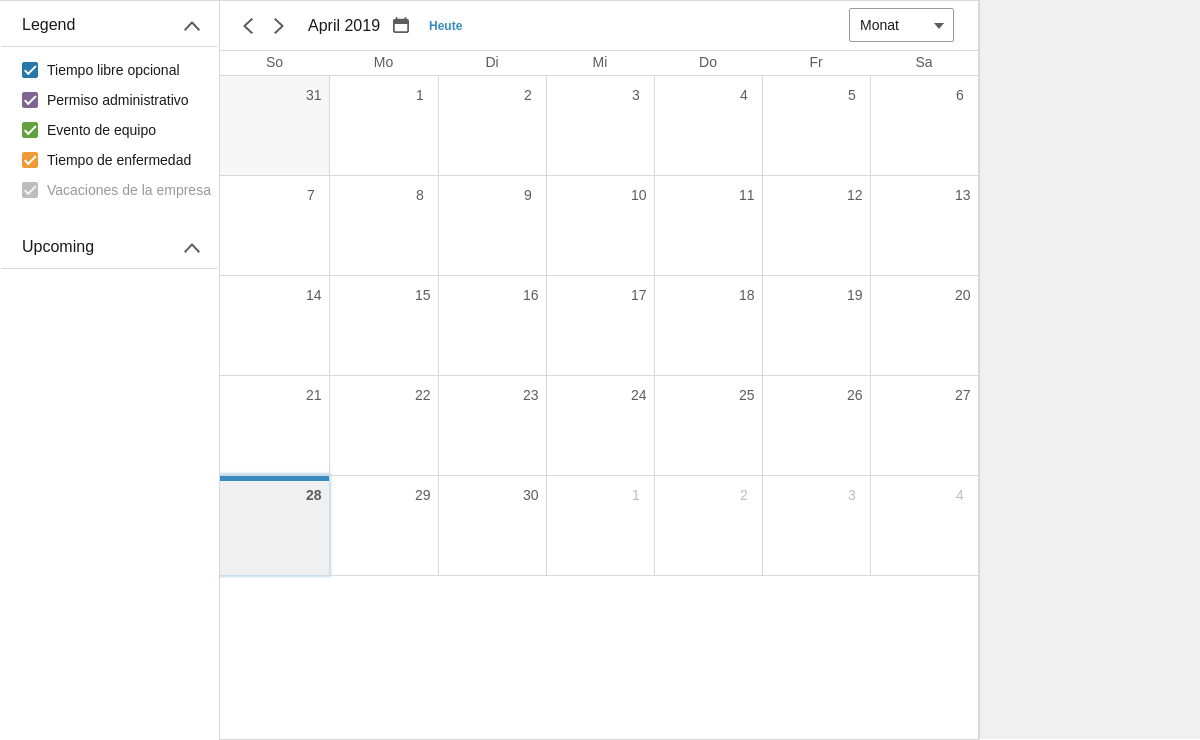 Legend
Tiempo libre opcional
Permiso administrativo
Evento de equipo
Tiempo de enfermedad
Vacaciones de la empresa
Upcoming
April 2019 Heute Monat
So Mo Di Mi Do Fr Sa
31 1 2 3 4 5 6
7 8 9 10 11 12 13
14 15 16 17 18 19 20
21 22 23 24 25 26 27
28 29 30 1 2 3 4